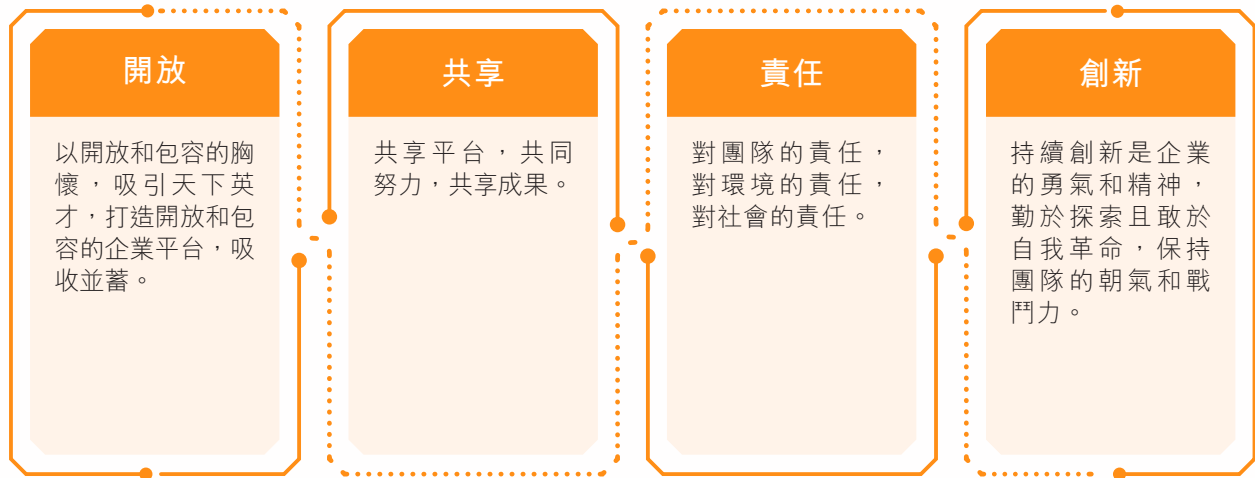 開放
以開放和包容的胸
懷，吸引天下英
才，打造開放和包
容的企業平台，吸
收並蓄。
共享
共享平台，共同
努力，共享成果。
責任
對團隊的責任，
對環境的責任，
對社會的責任。
創新
持續創新是企業
的勇氣和精神，
勤於探索且敢於
自我革命，保持
團隊的朝氣和戰
鬥力。